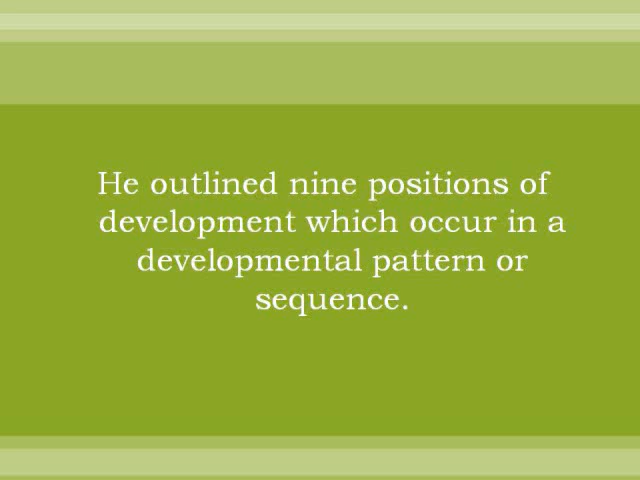 He outlined nine positions of
development which occur in a
developmental pattern or
sequence.